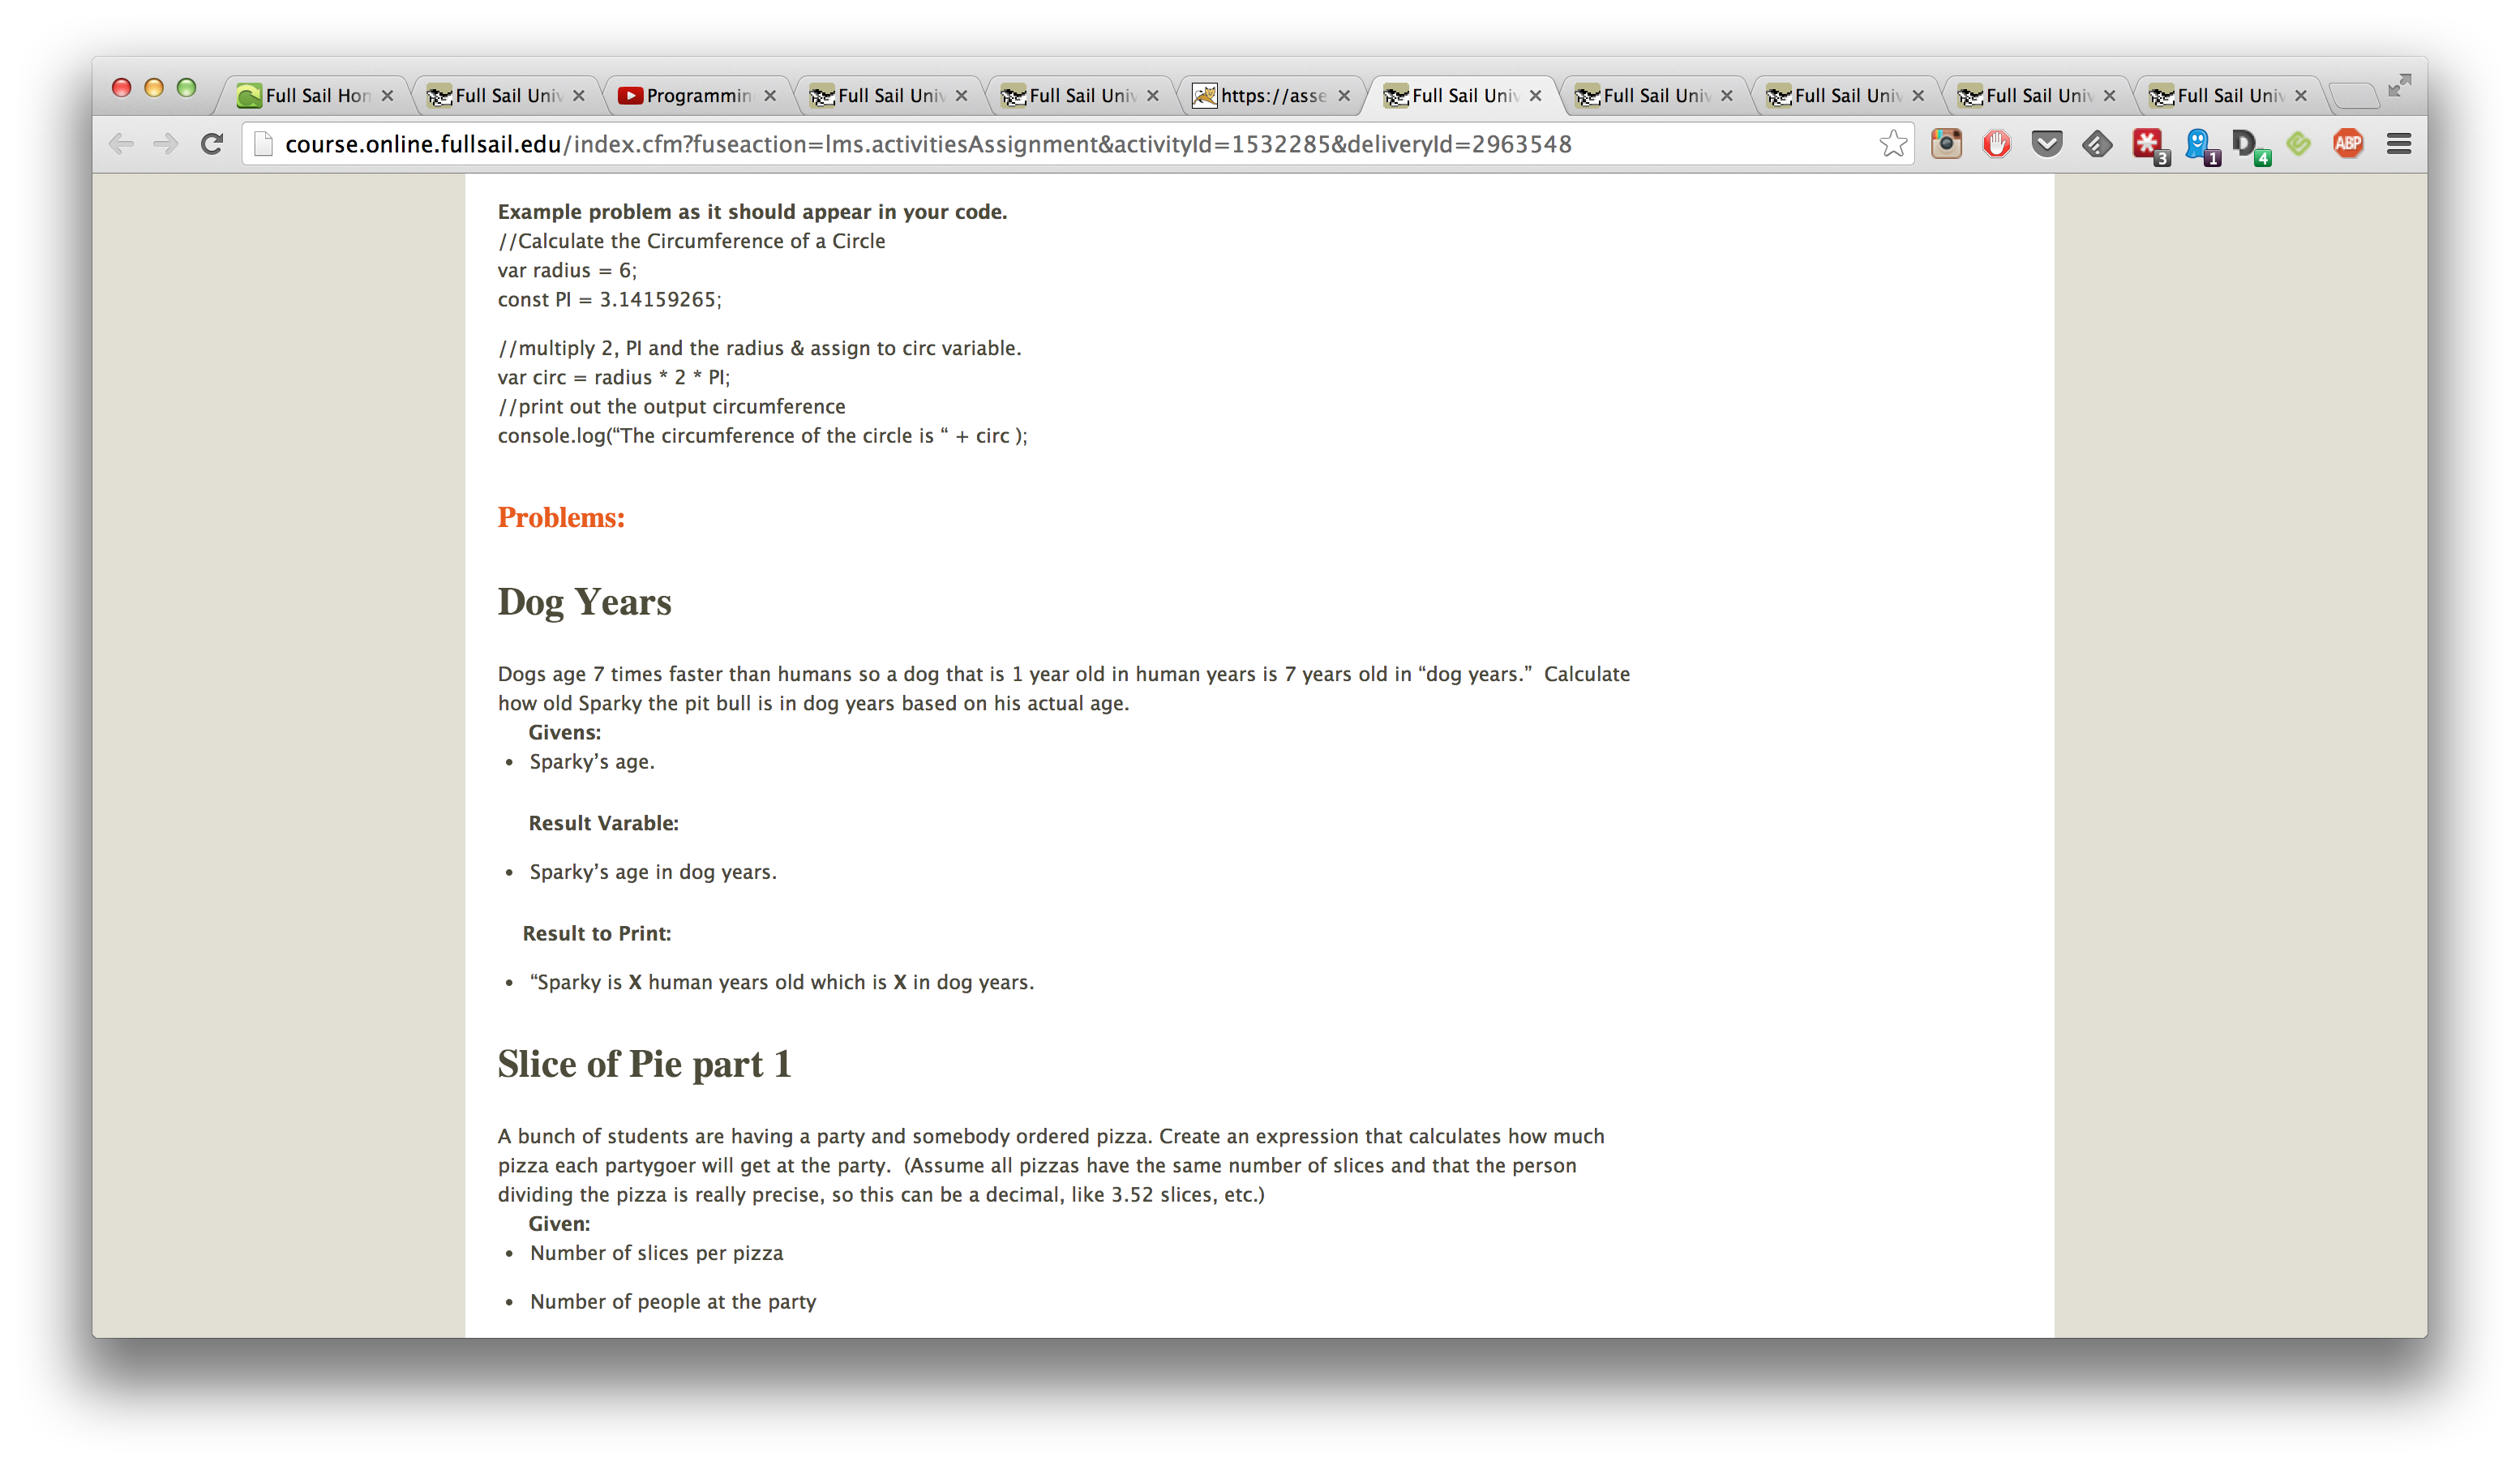 Full Sail Hon
Full Sail Univ
Programmin
Full Sail Univ
Full Sail Univ
https://asse
Full Sail Univ
Full Sail Univ
Full Sail Univ
Full Sail Univ
Full Sail Univ
course.online.fullsail.edu/index.cfm?fuseaction=lms.activitiesAssignment&activityId=1532285&deliveryId=2963548
3
1
D
4
ABP
Example problem as it should appear in your code.
//Calculate the Circumference of a Circle
var radius = 6;
const PI = 3.14159265;
//multiply 2, PI and the radius & assign to circ variable.
var circ = radius * 2 * PI;
//print out the output circumference
console.log(“The circumference of the circle is “ + circ );
Problems:
Dog Years
Dogs age 7 times faster than humans so a dog that is 1 year old in human years is 7 years old in “dog years.”  Calculate
how old Sparky the pit bull is in dog years based on his actual age.
Givens:
• Sparky’s age.
Result Varable:
• Sparky’s age in dog years.
Result to Print:
• “Sparky is X human years old which is X in dog years.
Slice of Pie part 1
A bunch of students are having a party and somebody ordered pizza. Create an expression that calculates how much
pizza each partygoer will get at the party.  (Assume all pizzas have the same number of slices and that the person
dividing the pizza is really precise, so this can be a decimal, like 3.52 slices, etc.)
Given:
• Number of slices per pizza
• Number of people at the party